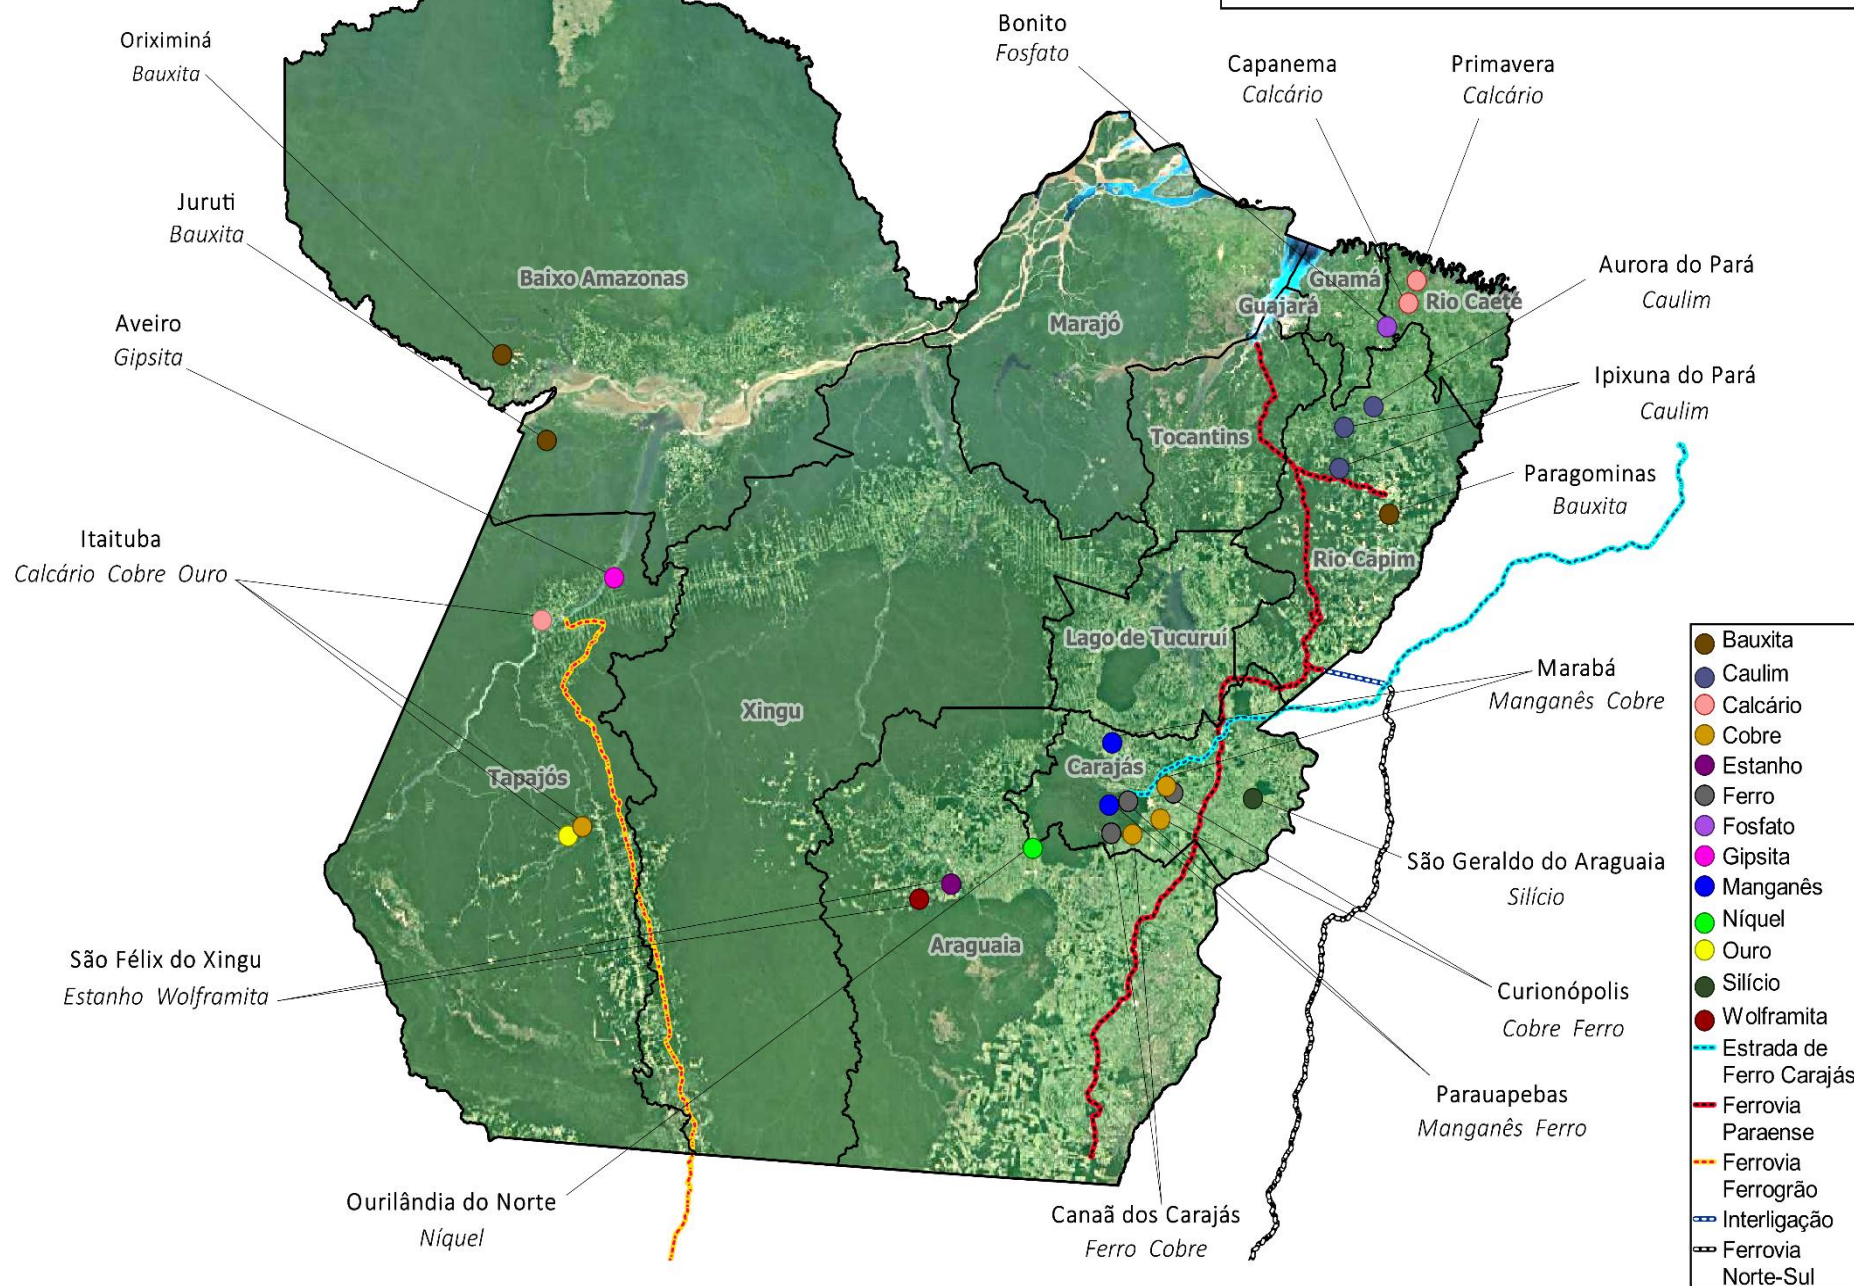 Oriximiná
Bauxita
Bonito
Fosfato
Capanema
Calcário
Primavera
Calcário
Juruti
Bauxita
Aurora do Pará
Caulim
Aveiro
Gipsita
Ipixuna do Pará
Caulim
Paragominas
Bauxita
Itaituba
Calcário Cobre Ouro
Marabá
Manganês Cobre
São Geraldo do Araguaia
Silício
São Félix do Xingu
Estanho Wolframita
Curionópolis
Cobre Ferro
Parauapebas
Manganês Ferro
Ourilândia do Norte
Níquel
Canaã dos Carajás
Ferro Cobre
Baixo Amazonas
Marajó
Guamá
Guajará
Rio Caeté
Tocantins
Rio Capim
Lago de Tucuruí
Xingu
Tapajós
Carajás
Araguaia
Bauxita
Caulim
Calcário
Cobre
Estanho
Ferro
Fosfato
Gipsita
Manganês
Níquel
Ouro
Silício
Wolframita
Estrada de
Ferro Carajás
Ferrovia
Paraense
Ferrovia
Ferrogrão
Interligação
Ferrovia
Norte-Sul